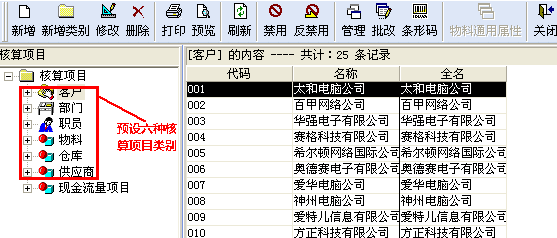 新增 新增类别 修改 删除 打印 预览 刷新 禁用 反禁用 管理 批改 条形码 物料通用属性 关闭
核算项目
[客户] 的内容 ---- 共计：25 条记录
核算项目
客户
部门
职员
物料
仓库
供应商
现金流量项目
预设六种核
算项目类别
代码 名称 全名
001 太和电脑公司 太和电脑公司
002 百甲网络公司 百甲网络公司
003 华强电子技术公司 华强电子技术公司
004 赛格科技有限公司 赛格科技有限公司
005 希尔顿网络国际公司 希尔顿网络国际公司
006 奥德赛电子有限公司 奥德赛电子有限公司
007 爱华电脑公司 爱华电脑公司
008 神州电脑公司 神州电脑公司
009 爱特儿信息有限公司 爱特儿信息有限公司
010 方正科技有限公司 方正科技有限公司